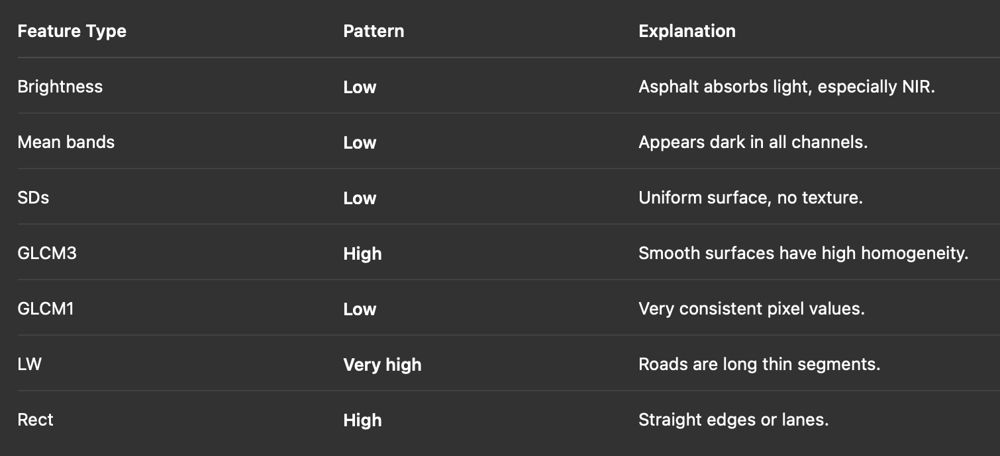 Feature Type Pattern Explanation
Brightness Low Asphalt absorbs light, especially NIR.
Mean bands Low Appears dark in all channels.
SDs Low Uniform surface, no texture.
GLCM3 High Smooth surfaces have high homogeneity.
GLCM1 Low Very consistent pixel values.
LW Very high Roads are long thin segments.
Rect High Straight edges or lanes.